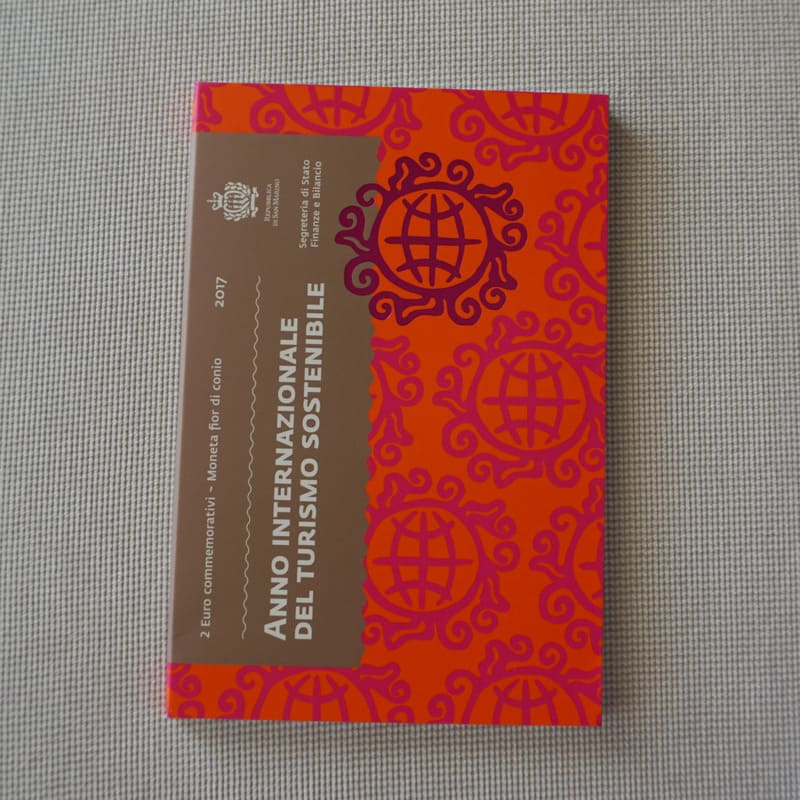 2 Euro commemorativi - Moneta fior di conio 2017
REPUBBLICA
DI SAN MARINO
Segreteria di Stato
Finanze e Bilancio
ANNO INTERNAZIONALE
DEL TURISMO SOSTENIBILE